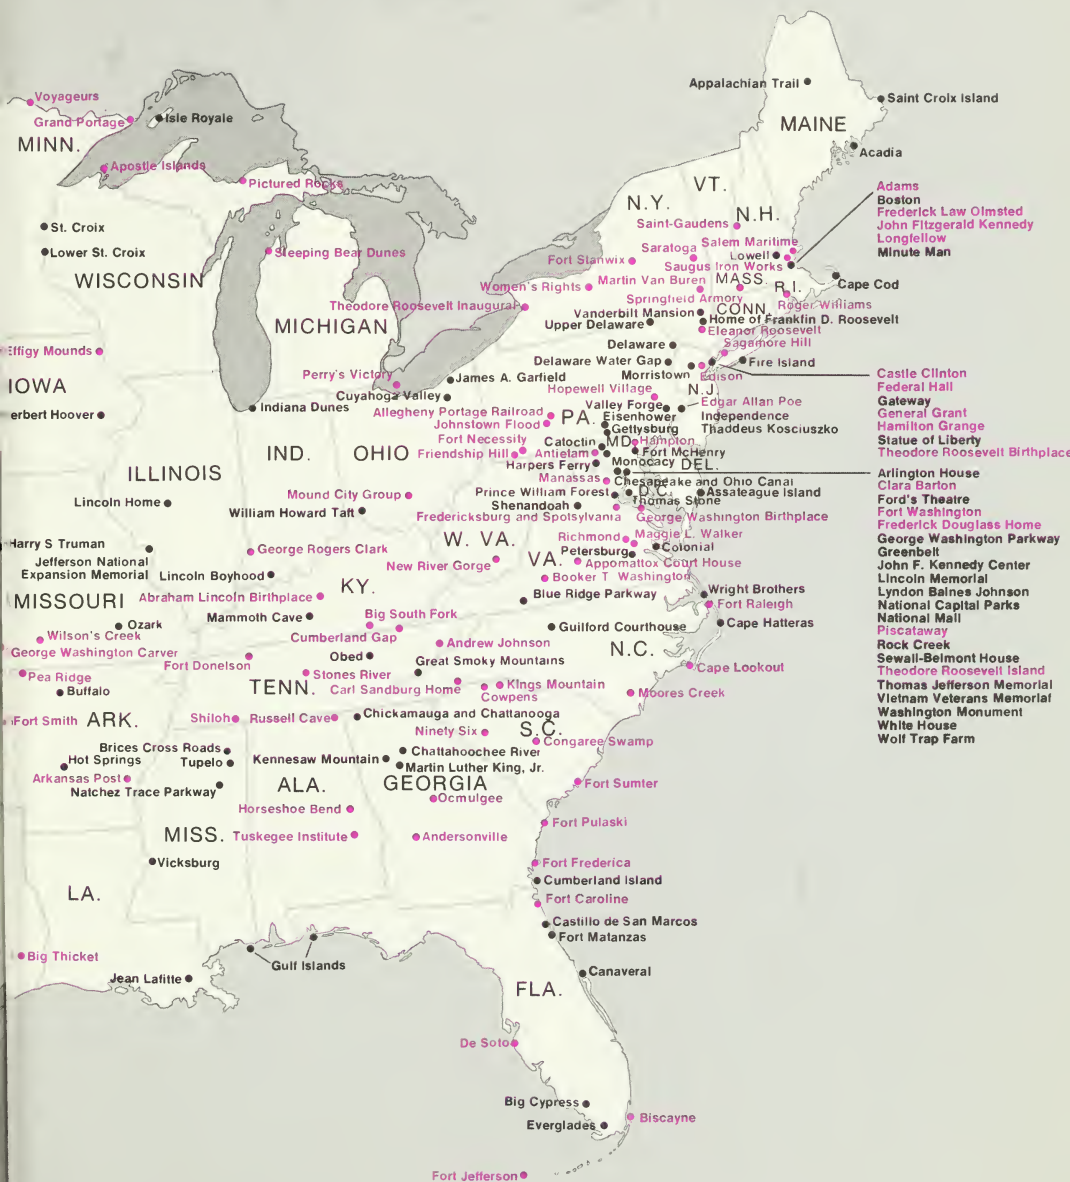 Voyageurs
Grand Portage
Isle Royale
MINN.
Apostle Islands
Pictured Rocks
St. Croix
Lower St. Croix
WISCONSIN
Sleeping Bear Dunes
MICHIGAN
Effigy Mounds
IOWA
erbert Hoover
Indiana Dunes
Perry's Victory
James A. Garfield
Cuyahoga Valley
Appalachian Trail
Saint Croix Island
MAINE
Acadia
VT.
N.Y.
N.H.
Saint-Gaudens
Saratoga
Salem Maritime
Lowell
Fort Stanwix
Saugus Iron Works
MASS.
R.I.
Cape Cod
Women's Rights
Martin Van Buren
Springfield Armory
Roger Williams
Theodore Roosevelt Inaugural
CONN.
Vanderbilt Mansion
Home of Franklin D. Roosevelt
Upper Delaware
Eleanor Roosevelt
Sagamore Hill
Delaware
Delaware Water Gap
Fire Island
Morristown
Edison
Adams
Boston
Frederick Law Olmsted
John Fitzgerald Kennedy
Longfellow
Minute Man
Castle Clinton
Federal Hall
Gateway
General Grant
Hamilton Grange
Statue of Liberty
Theodore Roosevelt Birthplace
Hopewell Village
N.J.
Valley Forge
Edgar Allan Poe
Independence
Thaddeus Kosciuszko
Allegheny Portage Railroad
PA.
Johnstown Flood
Eisenhower
Gettysburg
Fort Necessity
Friendship Hill
Catoctin
MD.
Hampton
Antietam
Fort McHenry
Harpers Ferry
Monocacy
DEL.
Manassas
Chesapeake and Ohio Canal
Prince William Forest
D.C.
Assateague Island
Thomas Stone
Shenandoah
Fredericksburg and Spotsylvania
George Washington Birthplace
Arlington House
Clara Barton
Ford's Theatre
Fort Washington
Frederick Douglass Home
George Washington Parkway
Greenbelt
John F. Kennedy Center
Lincoln Memorial
Lyndon Baines Johnson
National Capital Parks
National Mall
Piscataway
Rock Creek
Sewall-Belmont House
Theodore Roosevelt Island
Thomas Jefferson Memorial
Vietnam Veterans Memorial
Washington Monument
White House
Wolf Trap Farm
ILLINOIS
IND.
OHIO
Lincoln Home
Mound City Group
William Howard Taft
W. VA.
Richmond
Maggie L. Walker
Petersburg
Colonial
New River Gorge
VA.
Appomattox Court House
Booker T. Washington
Blue Ridge Parkway
Wright Brothers
Fort Raleigh
Cape Hatteras
Harry S Truman
Jefferson National
Expansion Memorial
George Rogers Clark
Lincoln Boyhood
MISSOURI
KY.
Abraham Lincoln Birthplace
Mammoth Cave
Big South Fork
Ozark
Wilson's Creek
George Washington Carver
Cumberland Gap
Andrew Johnson
Guilford Courthouse
N.C.
Fort Donelson
Obed
Great Smoky Mountains
Cape Lookout
Pea Ridge
Buffalo
TENN.
Stones River
Carl Sandburg Home
Kings Mountain
Cowpens
Moores Creek
Fort Smith
ARK.
Shiloh
Russell Cave
Chickamauga and Chattanooga
Ninety Six
S.C.
Congaree Swamp
Brices Cross Roads
Hot Springs
Tupelo
Kennesaw Mountain
Chattahoochee River
Martin Luther King, Jr.
Arkansas Post
Natchez Trace Parkway
ALA.
GEORGIA
Ocmulgee
Fort Sumter
Horseshoe Bend
MISS.
Tuskegee Institute
Andersonville
Fort Pulaski
Vicksburg
Fort Frederica
Cumberland Island
LA.
Fort Caroline
Castillo de San Marcos
Fort Matanzas
Big Thicket
Jean Lafitte
Gulf Islands
Canaveral
FLA.
De Soto
Big Cypress
Everglades
Biscayne
Fort Jefferson